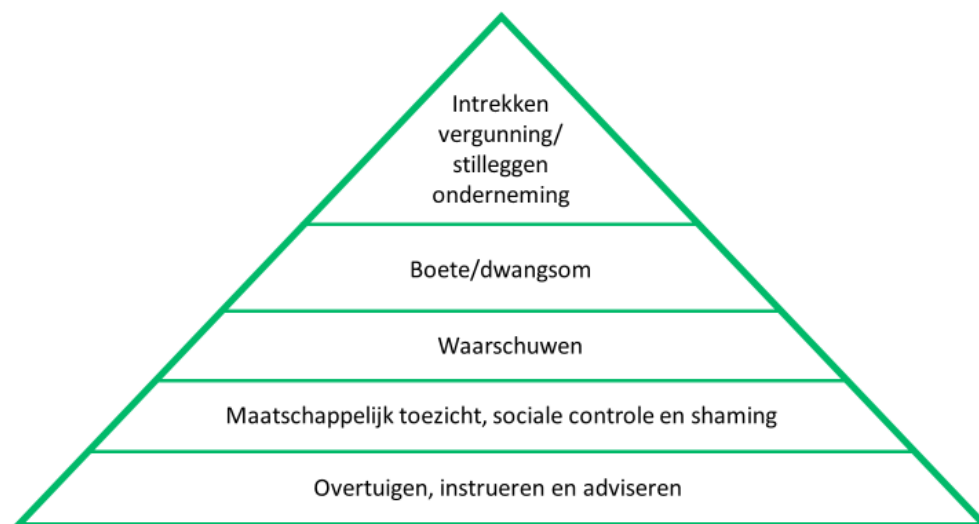 Intrekken
vergunning/
stilleggen
onderneming
Boete/dwangsom
Waarschuwen
Maatschappelijk toezicht, sociale controle en shaming
Overtuigen, instrueren en adviseren